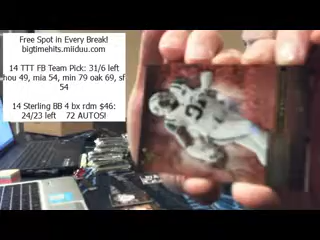 Free Spot in Every Break!
bigtimehits.miiduu.com
14 TTT FB Team Pick: 31/6 left
hou 49, mia 54, min 79 oak 69, sf
54
14 Sterling BB 4 bx rdm $46:
24/23 left 72 AUTOS!